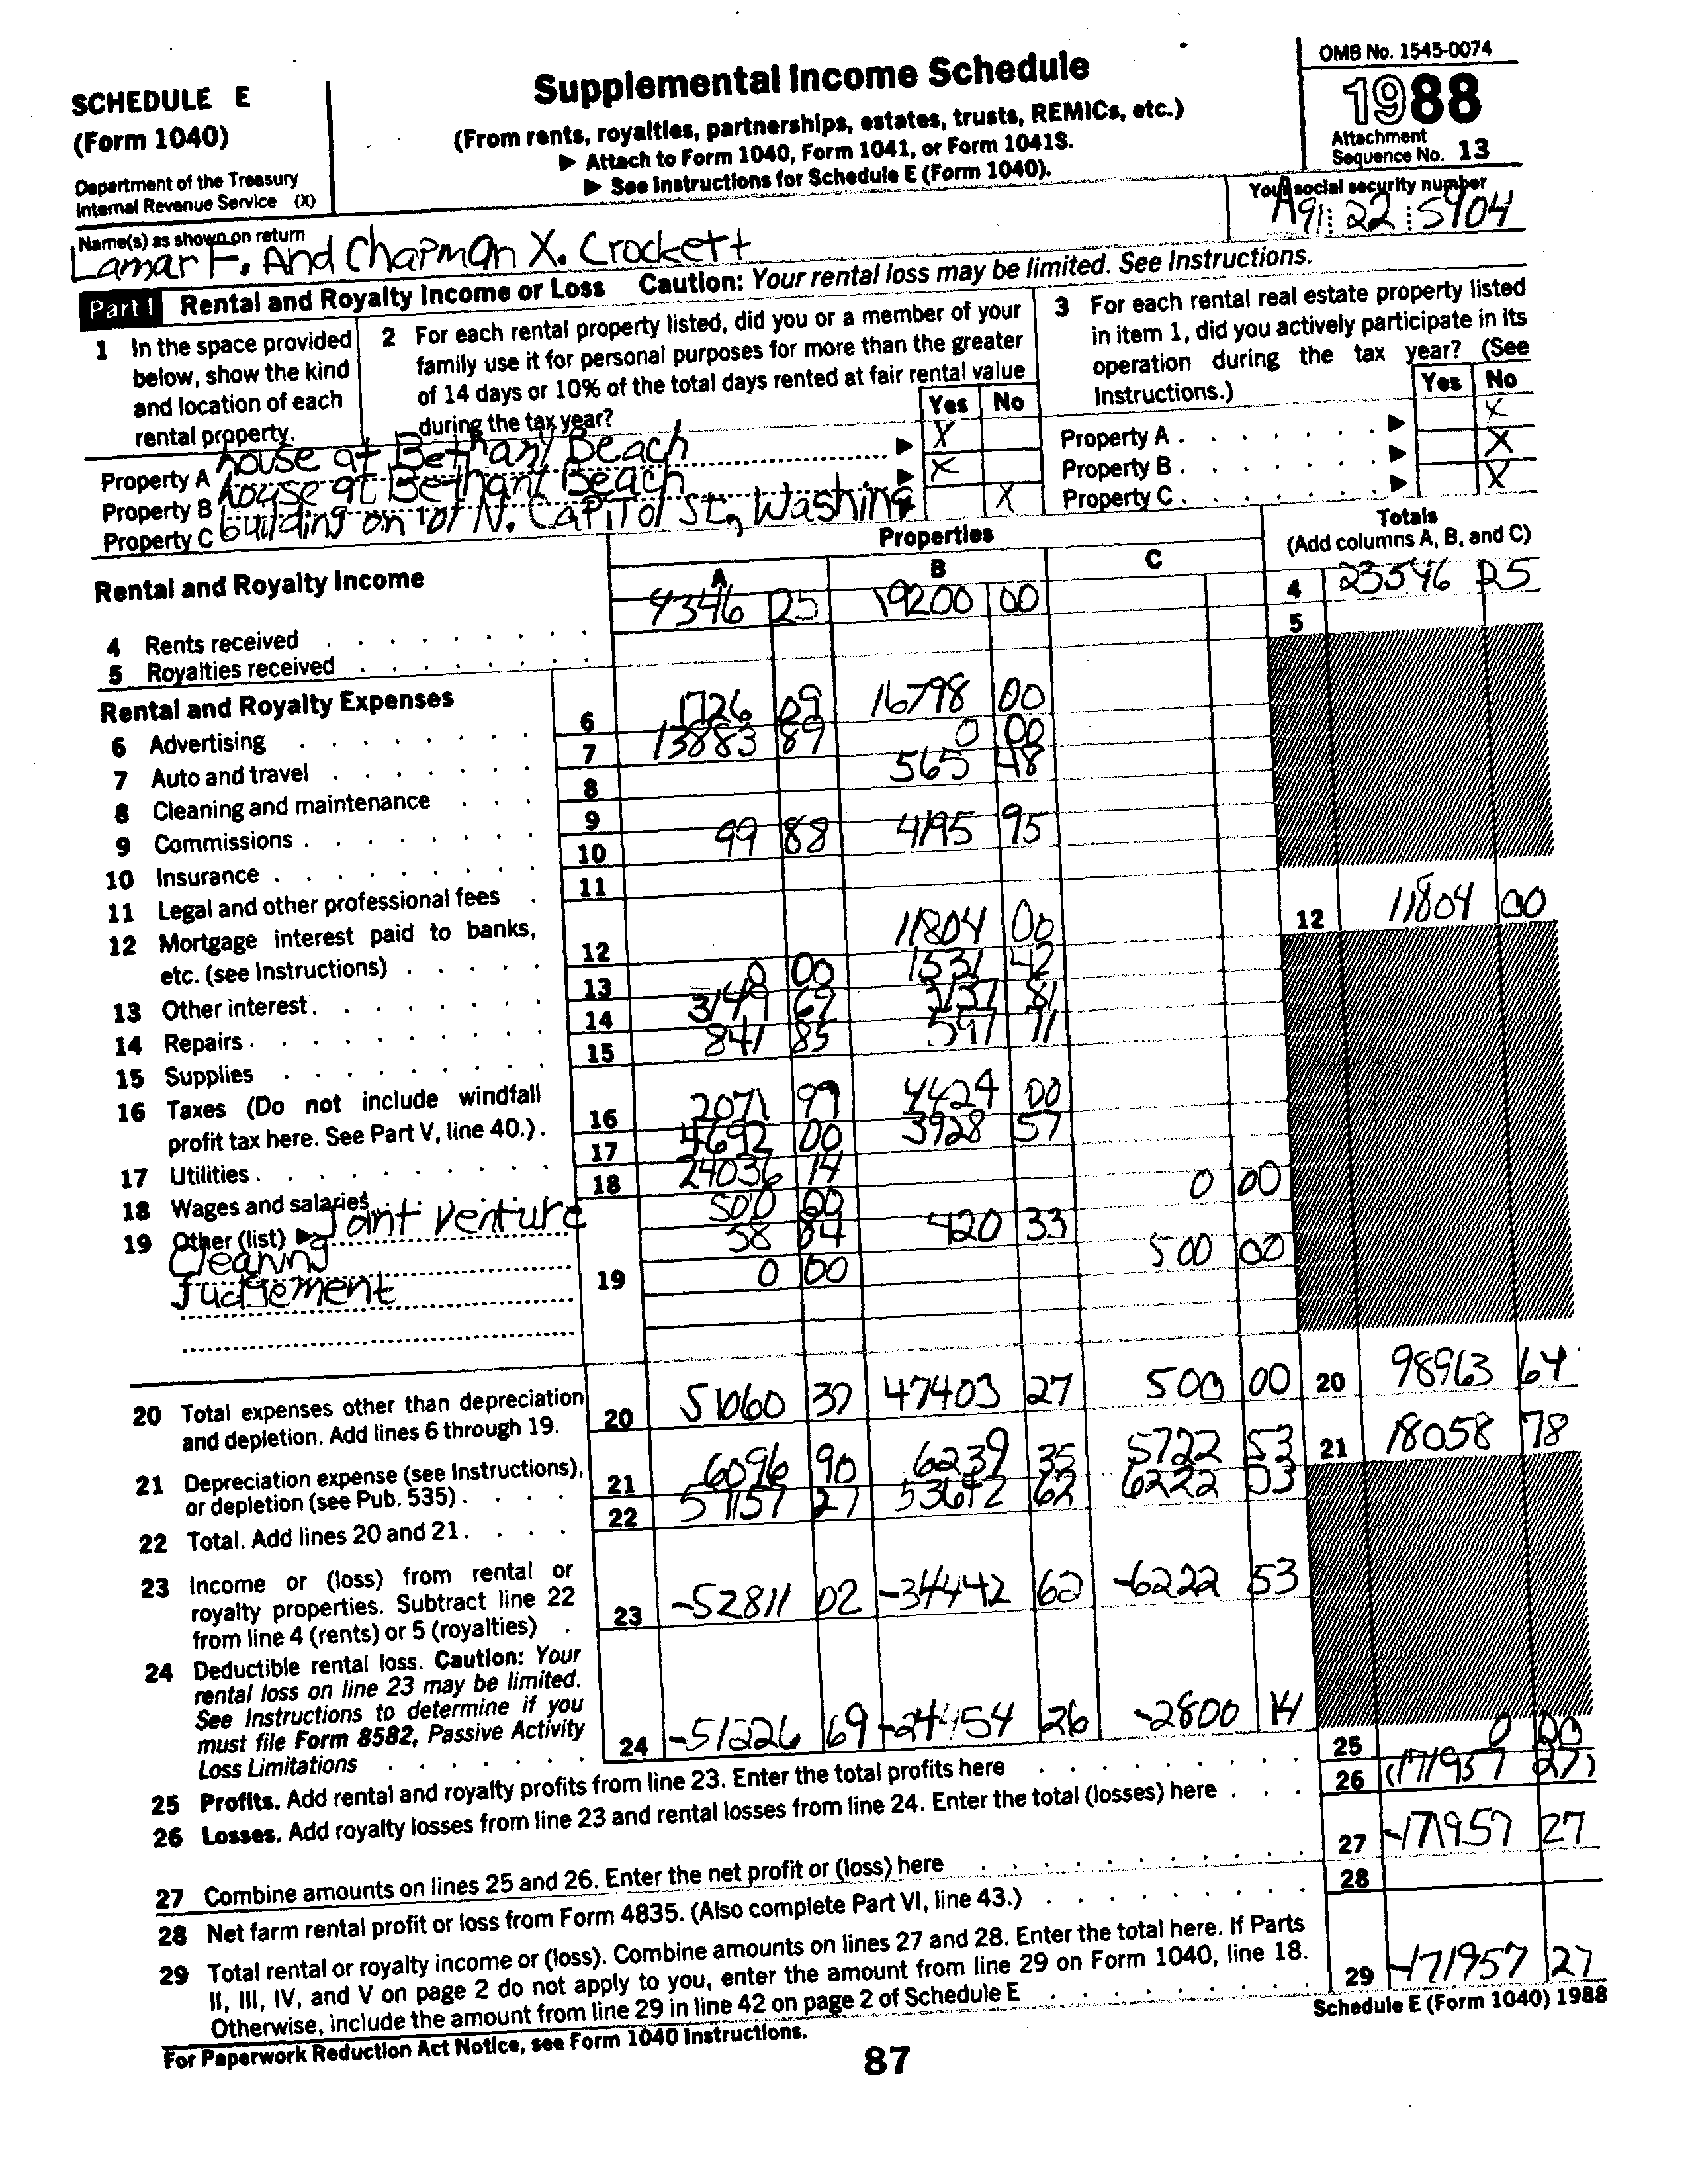 SCHEDULE E
(Form 1040)
Department of the Treasury
Internal Revenue Service (X)
Supplemental Income Schedule
(From rents, royalties, partnerships, estates, trusts, REMICs, etc.)
▶ Attach to Form 1040, Form 1041, or Form 1041S.
▶ See Instructions for Schedule E (Form 1040).
OMB No. 1545-0074
1988
Attachment
Sequence No. 13
Name(s) as shown on return
Lamar F. And Chapman X. Crockett
Your social security number
A91 22 5904
Part I Rental and Royalty Income or Loss Caution: Your rental loss may be limited. See Instructions.
1 In the space provided
below, show the kind
and location of each
rental property.
2 For each rental property listed, did you or a member of your
family use it for personal purposes for more than the greater
of 14 days or 10% of the total days rented at fair rental value
during the tax year?
Yes No
3 For each rental real estate property listed
in item 1, did you actively participate in its
operation during the tax year? (See
Instructions.)
Yes No
Property A house at Bethany Beach X
Property B house at Bethany Beach X
Property C building on lot N. Capitol St., Washing X
Property A . X
Property B . X
Property C . X
Rental and Royalty Income
Properties
A B C
Totals
(Add columns A, B, and C)
4 Rents received 4346 25 19200 00 4 23546 25
5 Royalties received 5
Rental and Royalty Expenses
6 Advertising 6 1726 09 16798 00
7 Auto and travel 7 13883 89 0 00
8 Cleaning and maintenance 8 565 48
9 Commissions 9
10 Insurance 10 99 88 4195 95
11 Legal and other professional fees 11
12 Mortgage interest paid to banks,
etc. (see Instructions) 12 11804 00 12 11804 00
13 Other interest 13 0 00 1531 42
14 Repairs 14 3149 69 3137 81
15 Supplies 15 841 85 597 71
16 Taxes (Do not include windfall
profit tax here. See Part V, line 40.) 16 2071 99 4424 00
17 Utilities 17 4692 00 3928 57
18 Wages and salaries 18 24036 14
19 Other (list) ▶ Joint venture 500 00 0 00
Cleaning 58 84 420 33
Judgement 19 0 00 500 00
20 Total expenses other than depreciation
and depletion. Add lines 6 through 19. 20 51060 37 47403 27 500 00 20 98963 64
21 Depreciation expense (see Instructions),
or depletion (see Pub. 535) 21 6096 90 6239 35 5722 53 21 18058 78
22 Total. Add lines 20 and 21 22 57157 27 53642 62 6222 53
23 Income or (loss) from rental or
royalty properties. Subtract line 22
from line 4 (rents) or 5 (royalties) 23 -52811 02 -34442 62 -6222 53
24 Deductible rental loss. Caution: Your
rental loss on line 23 may be limited.
See Instructions to determine if you
must file Form 8582, Passive Activity
Loss Limitations 24 -51226 69 -24454 26 -2800 14
25 Profits. Add rental and royalty profits from line 23. Enter the total profits here 25 0 00
26 Losses. Add royalty losses from line 23 and rental losses from line 24. Enter the total (losses) here 26 (171957 27)
27 Combine amounts on lines 25 and 26. Enter the net profit or (loss) here 27 -171957 27
28 Net farm rental profit or loss from Form 4835. (Also complete Part VI, line 43.) 28
29 Total rental or royalty income or (loss). Combine amounts on lines 27 and 28. Enter the total here. If Parts
II, III, IV, and V on page 2 do not apply to you, enter the amount from line 29 on Form 1040, line 18.
Otherwise, include the amount from line 29 in line 42 on page 2 of Schedule E 29 -171957 27
For Paperwork Reduction Act Notice, see Form 1040 Instructions.
Schedule E (Form 1040) 1988
87